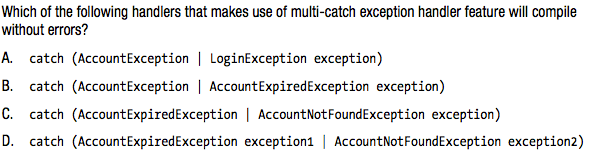 Which of the following handlers that makes use of multi-catch exception handler feature will compile
without errors?
A. catch (AccountException | LoginException exception)
B. catch (AccountException | AccountExpiredException exception)
C. catch (AccountExpiredException | AccountNotFoundException exception)
D. catch (AccountExpiredException exception1 | AccountNotFoundException exception2)